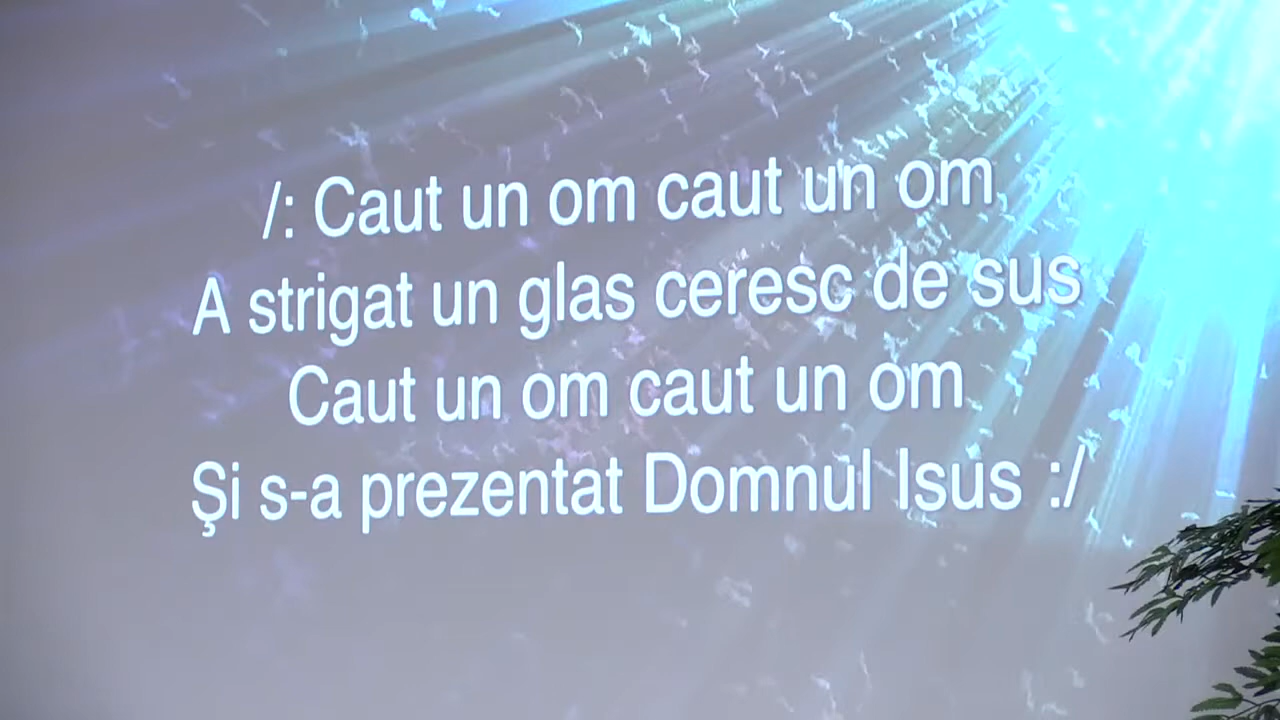 /: Caut un om caut un om
A strigat un glas ceresc de sus
Caut un om caut un om
Şi s-a prezentat Domnul Isus :/